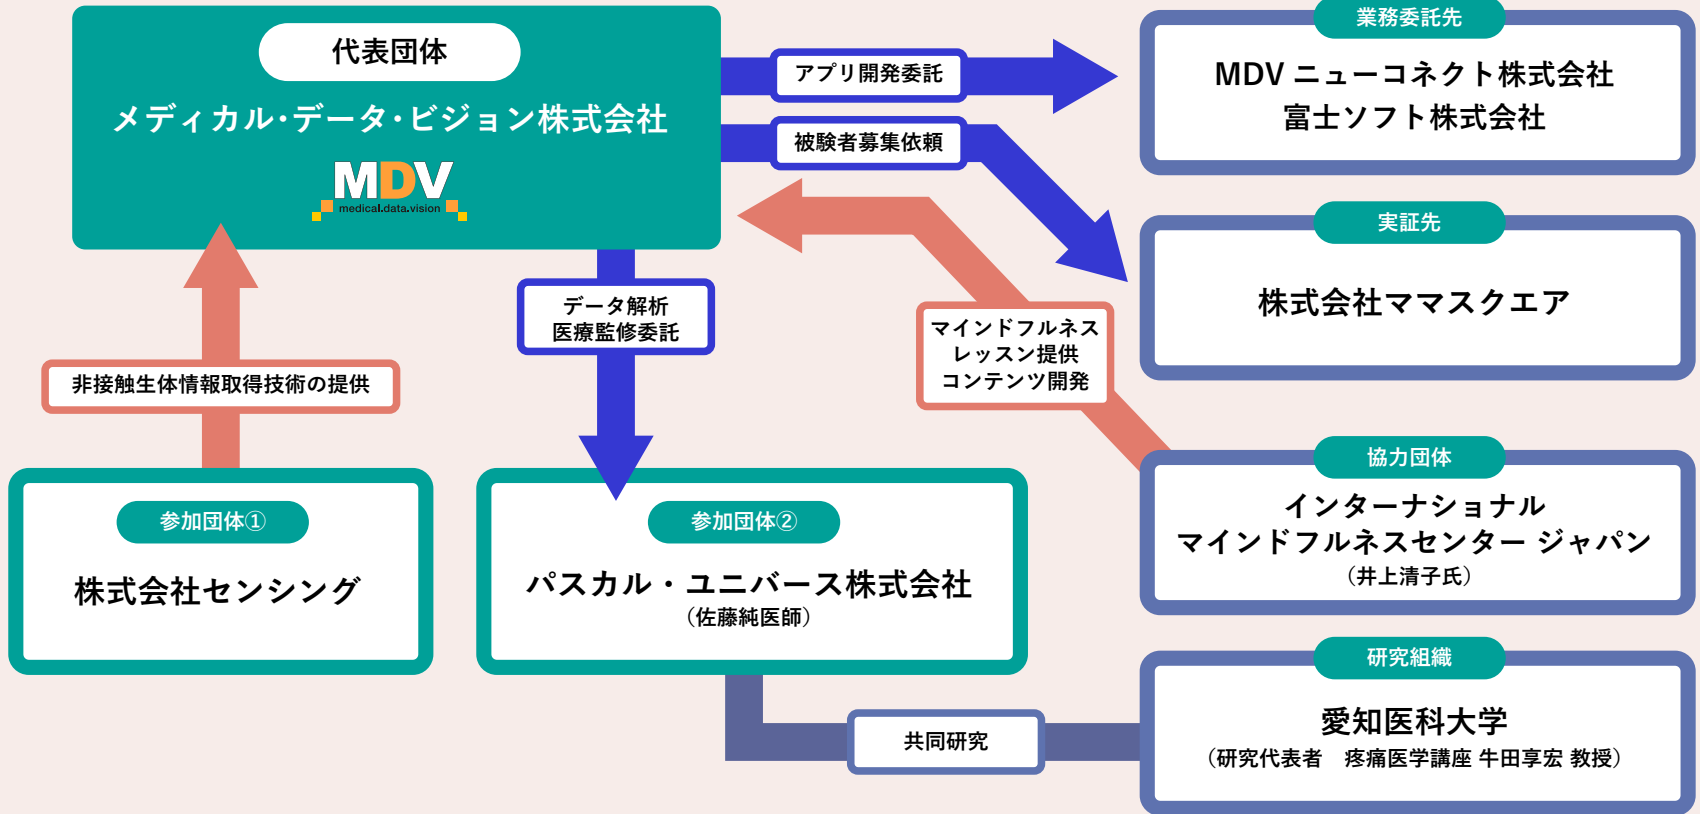 代表団体
メディカル・データ・ビジョン株式会社
MDV
medical.data.vision
アプリ開発委託
被験者募集依頼
業務委託先
MDV ニューコネクト株式会社
富士ソフト株式会社
実証先
株式会社ママスクエア
データ解析
医療監修委託
マインドフルネス
レッスン提供
コンテンツ開発
非接触生体情報取得技術の提供
参加団体①
株式会社センシング
参加団体②
パスカル・ユニバース株式会社
（佐藤純医師）
協力団体
インターナショナル
マインドフルネスセンター ジャパン
（井上清子氏）
共同研究
研究組織
愛知医科大学
（研究代表者　疼痛医学講座 牛田享宏 教授）